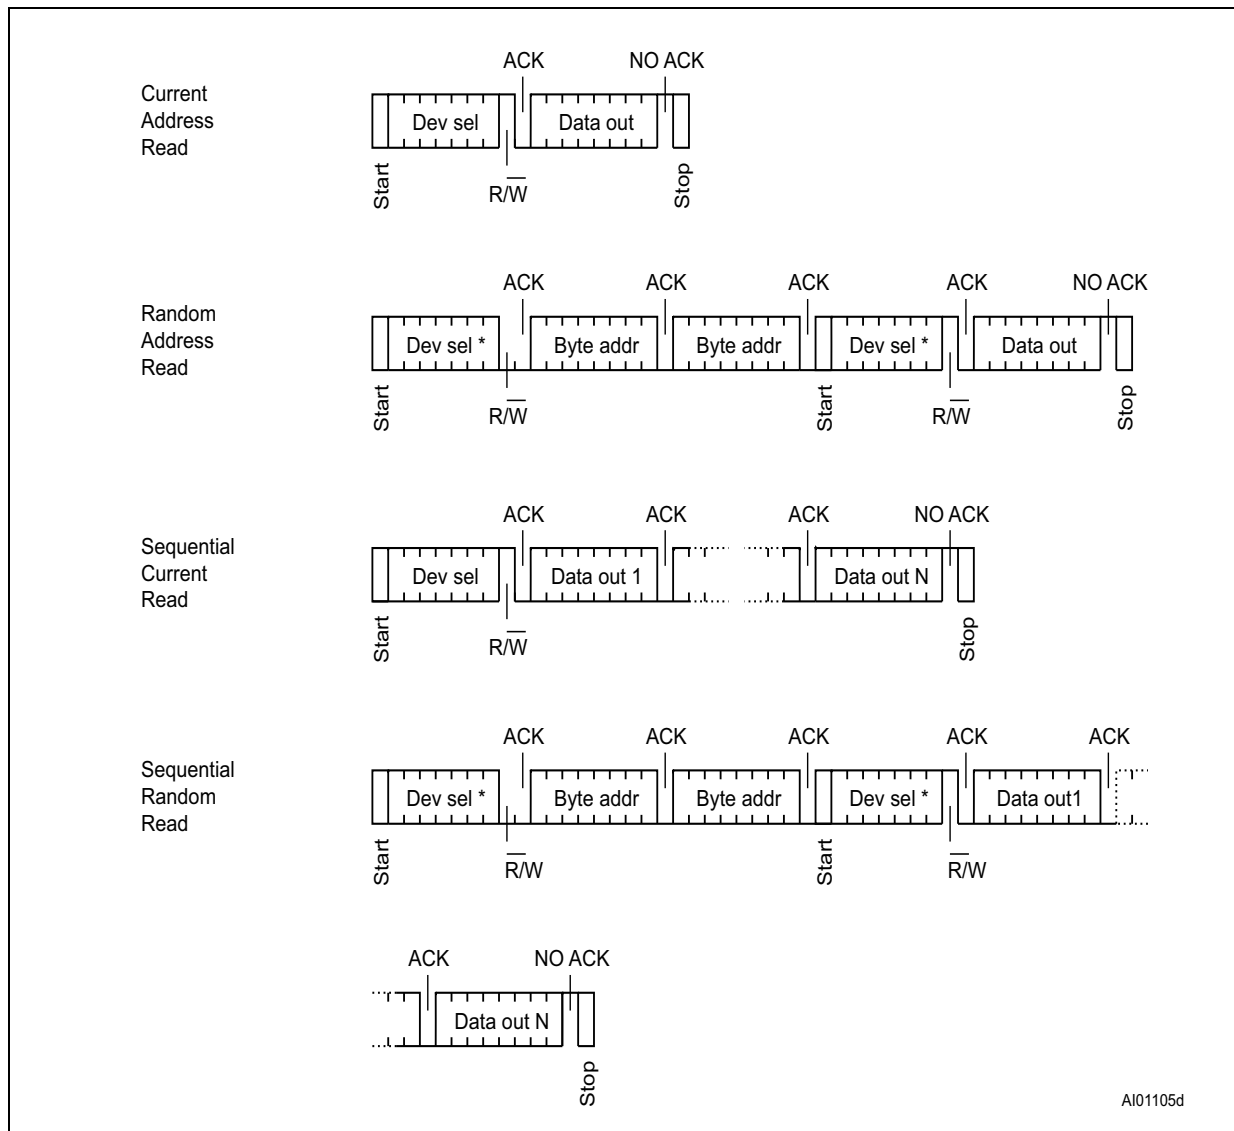 ACK NO ACK
Current
Address
Read
Dev sel Data out
Start R/W̅ Stop
ACK ACK ACK ACK NO ACK
Random
Address
Read
Dev sel * Byte addr Byte addr Dev sel * Data out
Start R/W̅ Start R/W̅ Stop
ACK ACK ACK NO ACK
Sequential
Current
Read
Dev sel Data out 1 Data out N
Start R/W̅ Stop
ACK ACK ACK ACK ACK
Sequential
Random
Read
Dev sel * Byte addr Byte addr Dev sel * Data out1
Start R̅/W Start R̅/W
ACK NO ACK
Data out N
Stop
AI01105d